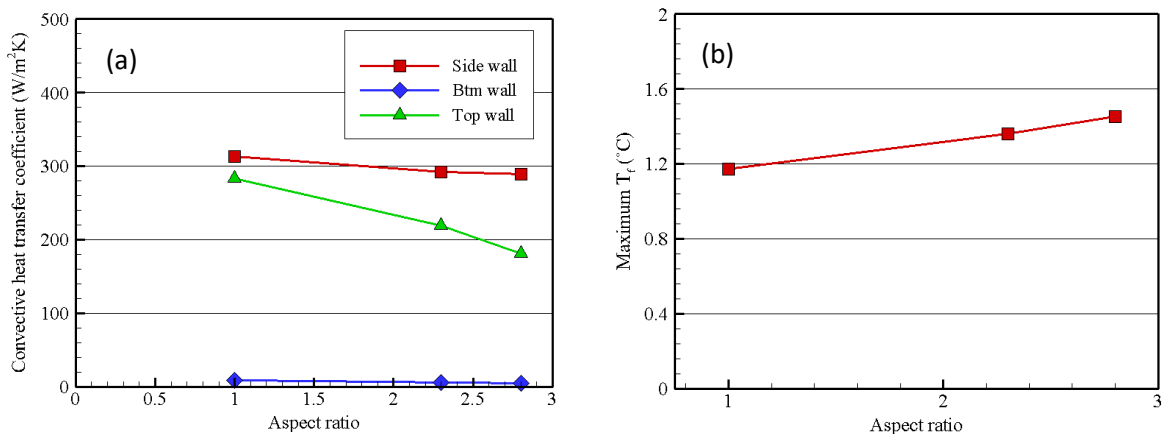 (a)
Convective heat transfer coefficient (W/m²K)
500
400
300
200
100
0
Side wall
Btm wall
Top wall
0 0.5 1 1.5 2 2.5 3
Aspect ratio
(b)
Maximum T_f (°C)
2
1.6
1.2
0.8
0.4
0
1 2 3
Aspect ratio